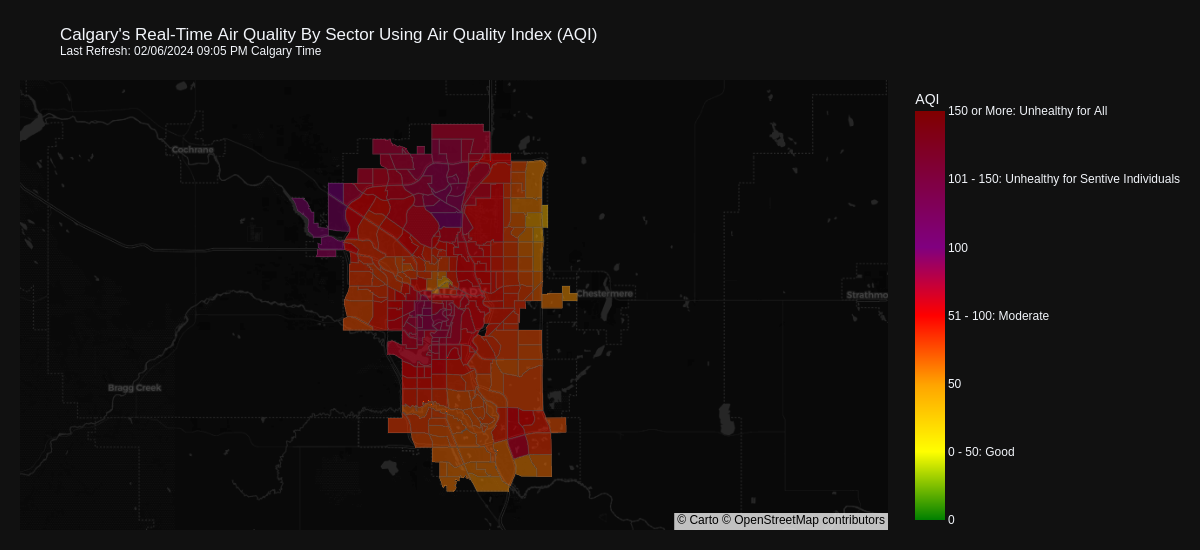 Calgary's Real-Time Air Quality By Sector Using Air Quality Index (AQI)
Last Refresh: 02/06/2024 09:05 PM Calgary Time
AQI
150 or More: Unhealthy for All
Cochrane
101 - 150: Unhealthy for Sentive Individuals
100
CALGARY
Chestermere
Strathmo
51 - 100: Moderate
Bragg Creek
50
0 - 50: Good
0
© Carto © OpenStreetMap contributors